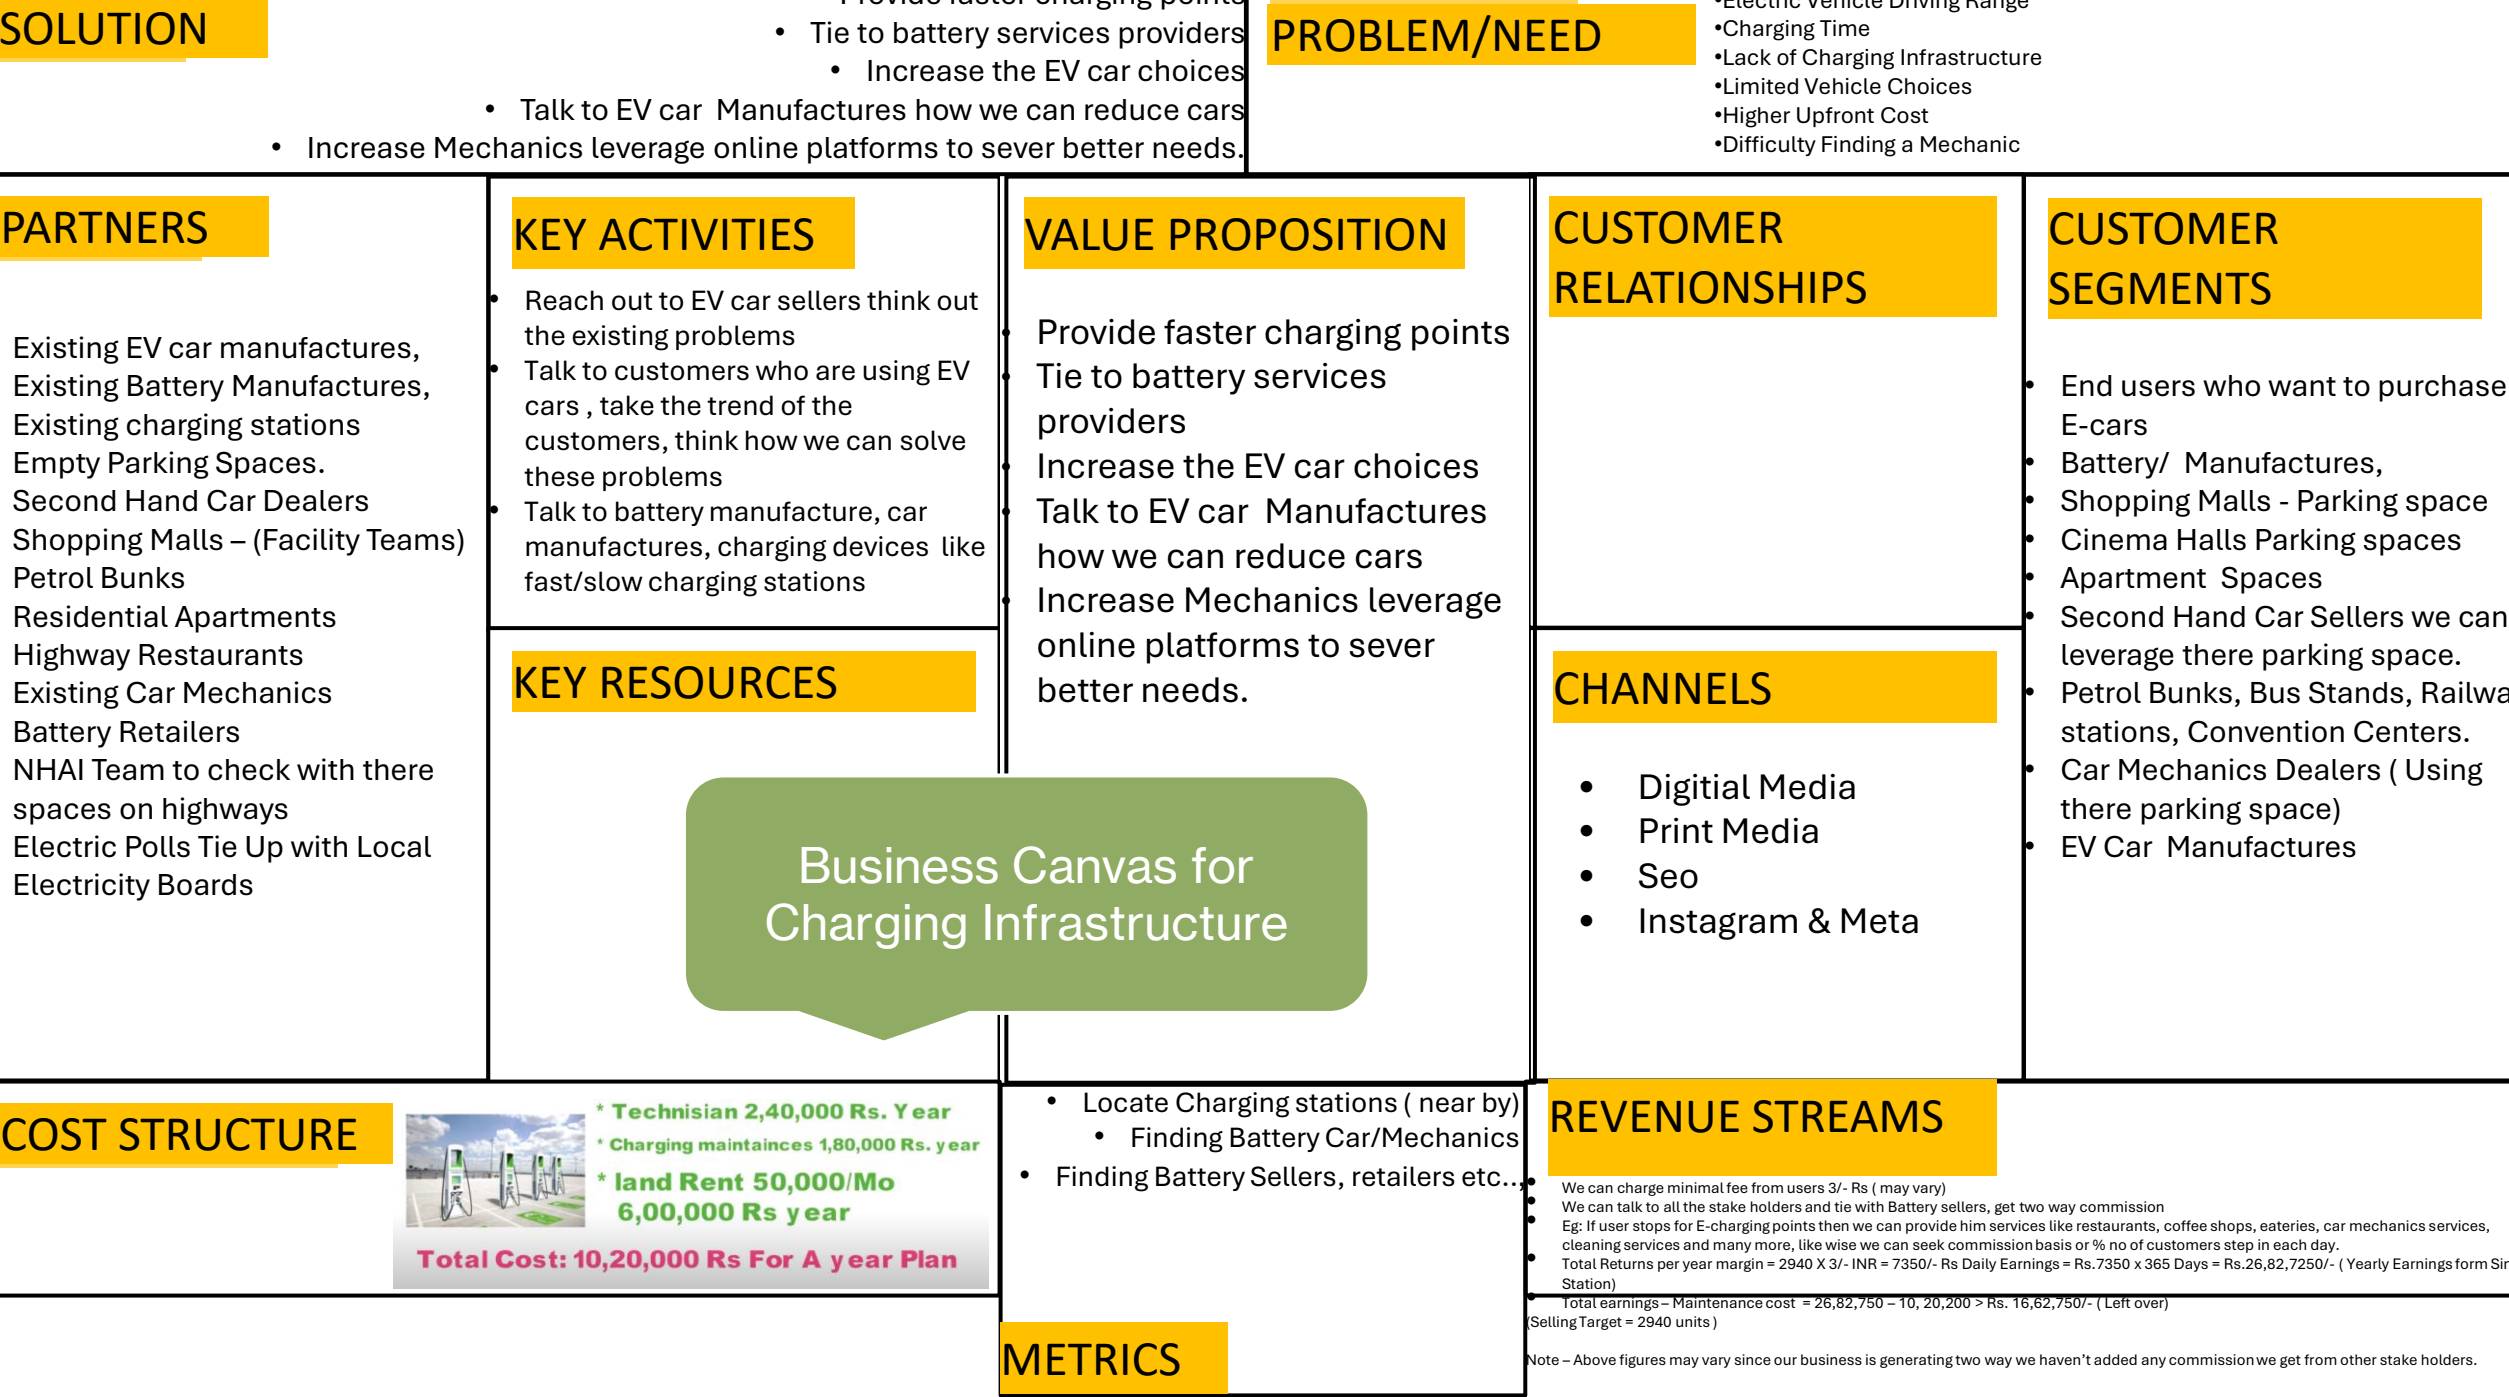 SOLUTION
Provide faster charging points
• Tie to battery services providers
• Increase the EV car choices
• Talk to EV car Manufactures how we can reduce cars
• Increase Mechanics leverage online platforms to sever better needs.
PROBLEM/NEED
•Electric Vehicle Driving Range
•Charging Time
•Lack of Charging Infrastructure
•Limited Vehicle Choices
•Higher Upfront Cost
•Difficulty Finding a Mechanic
PARTNERS
Existing EV car manufactures,
Existing Battery Manufactures,
Existing charging stations
Empty Parking Spaces.
Second Hand Car Dealers
Shopping Malls – (Facility Teams)
Petrol Bunks
Residential Apartments
Highway Restaurants
Existing Car Mechanics
Battery Retailers
NHAI Team to check with there
spaces on highways
Electric Polls Tie Up with Local
Electricity Boards
KEY ACTIVITIES
• Reach out to EV car sellers think out
the existing problems
• Talk to customers who are using EV
cars , take the trend of the
customers, think how we can solve
these problems
• Talk to battery manufacture, car
manufactures, charging devices like
fast/slow charging stations
KEY RESOURCES
VALUE PROPOSITION
• Provide faster charging points
• Tie to battery services
providers
• Increase the EV car choices
• Talk to EV car Manufactures
how we can reduce cars
• Increase Mechanics leverage
online platforms to sever
better needs.
Business Canvas for
Charging Infrastructure
CUSTOMER
RELATIONSHIPS
CHANNELS
• Digitial Media
• Print Media
• Seo
• Instagram & Meta
CUSTOMER
SEGMENTS
• End users who want to purchase
E-cars
• Battery/ Manufactures,
• Shopping Malls - Parking space
• Cinema Halls Parking spaces
• Apartment Spaces
• Second Hand Car Sellers we can
leverage there parking space.
• Petrol Bunks, Bus Stands, Railwa
stations, Convention Centers.
• Car Mechanics Dealers ( Using
there parking space)
• EV Car Manufactures
COST STRUCTURE
* Technisian 2,40,000 Rs. Year
* Charging maintainces 1,80,000 Rs. year
* land Rent 50,000/Mo
6,00,000 Rs year
Total Cost: 10,20,000 Rs For A year Plan
• Locate Charging stations ( near by)
• Finding Battery Car/Mechanics
• Finding Battery Sellers, retailers etc..,
METRICS
REVENUE STREAMS
• We can charge minimal fee from users 3/- Rs ( may vary)
• We can talk to all the stake holders and tie with Battery sellers, get two way commission
• Eg: If user stops for E-charging points then we can provide him services like restaurants, coffee shops, eateries, car mechanics services,
cleaning services and many more, like wise we can seek commission basis or % no of customers step in each day.
• Total Returns per year margin = 2940 X 3/- INR = 7350/- Rs Daily Earnings = Rs.7350 x 365 Days = Rs.26,82,7250/- ( Yearly Earnings form Sin
Station)
• Total earnings – Maintenance cost = 26,82,750 – 10, 20,200 > Rs. 16,62,750/- ( Left over)
(Selling Target = 2940 units )
Note – Above figures may vary since our business is generating two way we haven't added any commission we get from other stake holders.